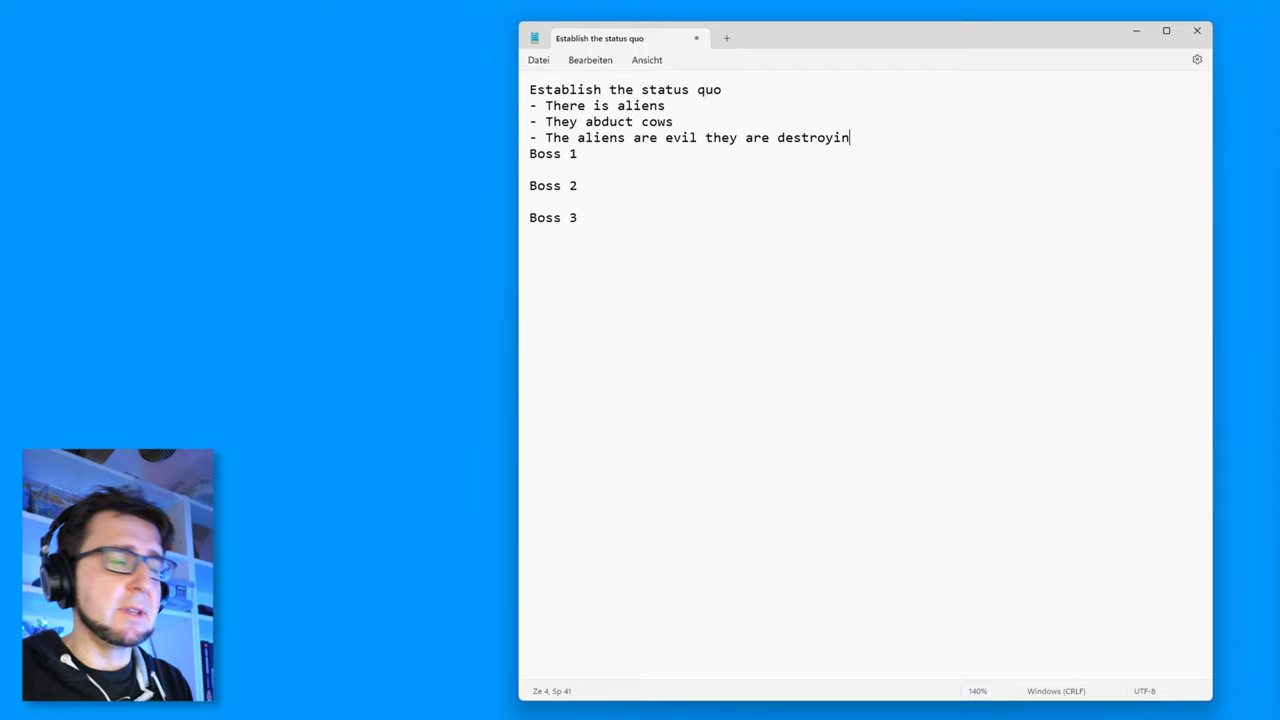 Establish the status quo
Datei Bearbeiten Ansicht
Establish the status quo
- There is aliens
- They abduct cows
- The aliens are evil they are destroyin
Boss 1
Boss 2
Boss 3
Ze 4, Sp 41 140% Windows (CRLF) UTF-8